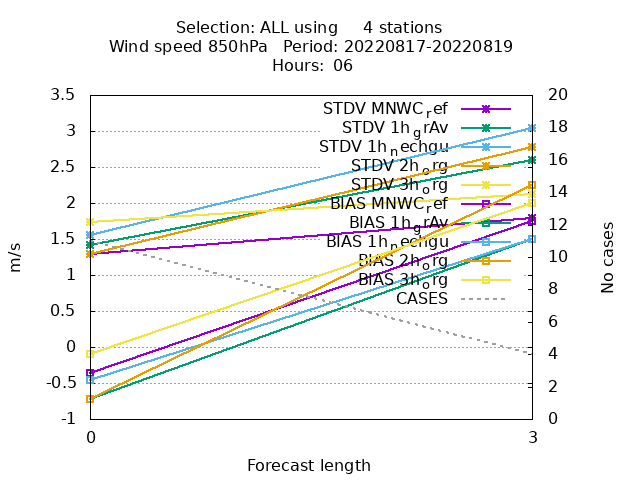 Selection: ALL using 4 stations
Wind speed 850hPa Period: 20220817-20220819
Hours: 06
3.5
3
2.5
2
1.5
1
0.5
0
-0.5
-1
m/s
20
18
16
14
12
10
8
6
4
2
0
No cases
STDV MNWC_ref
STDV 1h_grAv
STDV 1h_nechgu
STDV 2h_org
STDV 3h_org
BIAS MNWC_ref
BIAS 1h_grAv
BIAS 1h_nechgu
BIAS 2h_org
BIAS 3h_org
CASES
0 3
Forecast length